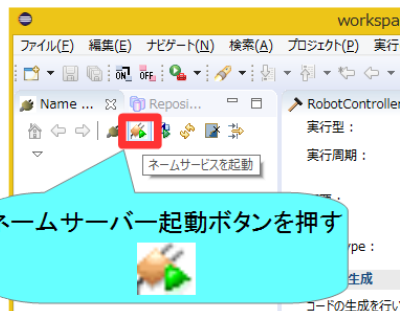 workspa
ファイル(F) 編集(E) ナビゲート(N) 検索(A) プロジェクト(P) 実行
Name ... Reposi... RobotController
実行型：
ネームサービスを起動
実行周期：
ネームサーバー起動ボタンを押す
ype：
生成
コードの生成を行い